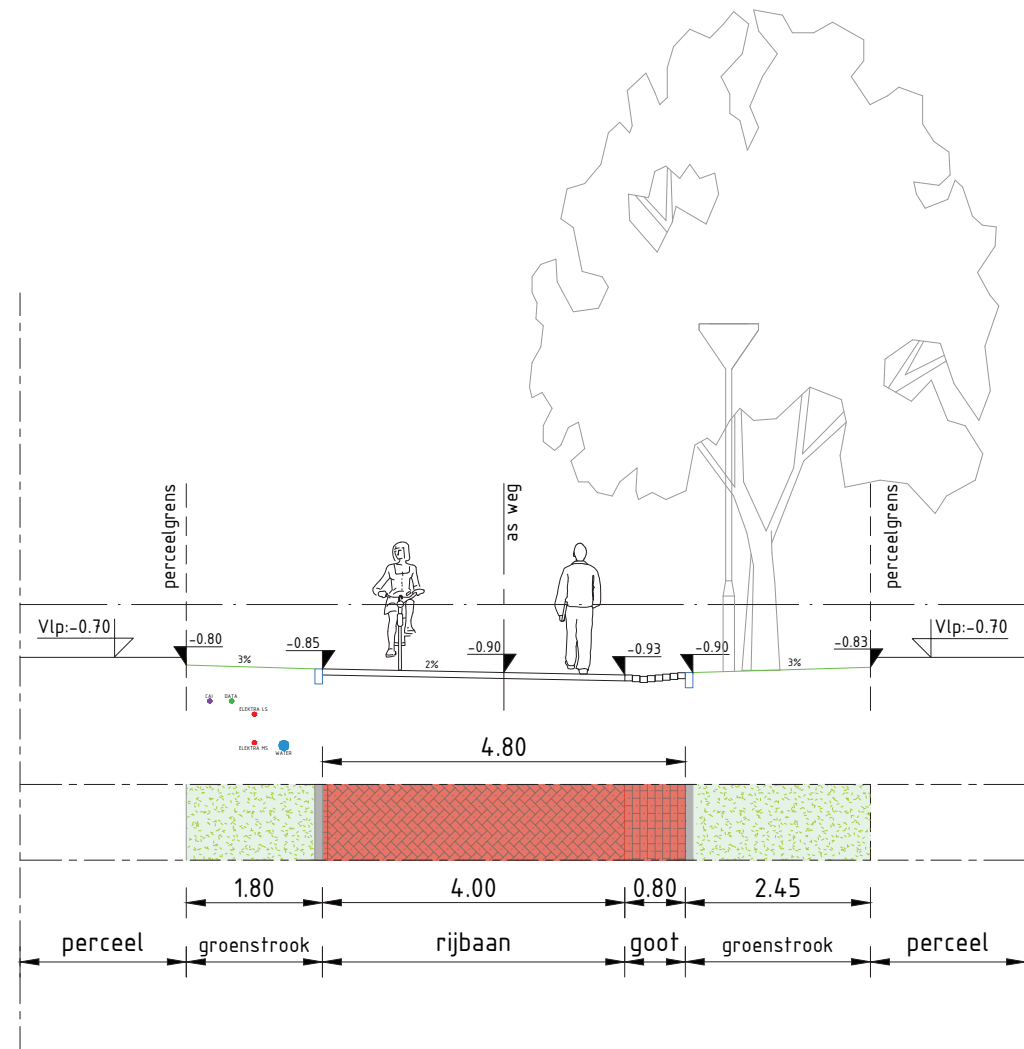 perceelgrens
as weg
perceelgrens
Vlp:-0.70
Vlp:-0.70
-0.80
-0.85
-0.90
-0.93
-0.90
-0.83
3%
2%
3%
CAI
DATA
ELEKTRA LS
ELEKTRA MS
WATER
4.80
1.80
4.00
0.80
2.45
perceel
groenstrook
rijbaan
goot
groenstrook
perceel